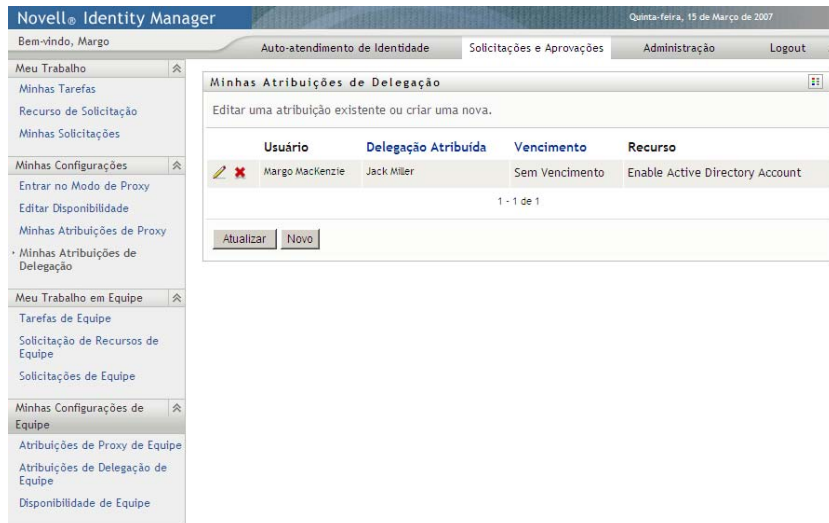 Novell® Identity Manager
Quinta-feira, 15 de Março de 2007
Bem-vindo, Margo
Auto-atendimento de Identidade
Solicitações e Aprovações
Administração
Logout
Meu Trabalho
Minhas Tarefas
Recurso de Solicitação
Minhas Solicitações
Minhas Configurações
Entrar no Modo de Proxy
Editar Disponibilidade
Minhas Atribuições de Proxy
Minhas Atribuições de
Delegação
Meu Trabalho em Equipe
Tarefas de Equipe
Solicitação de Recursos de
Equipe
Solicitações de Equipe
Minhas Configurações de
Equipe
Atribuições de Proxy de Equipe
Atribuições de Delegação de
Equipe
Disponibilidade de Equipe
Minhas Atribuições de Delegação
Editar uma atribuição existente ou criar uma nova.
Usuário Delegação Atribuída Vencimento Recurso
Margo MacKenzie Jack Miller Sem Vencimento Enable Active Directory Account
1 - 1 de 1
Atualizar Novo